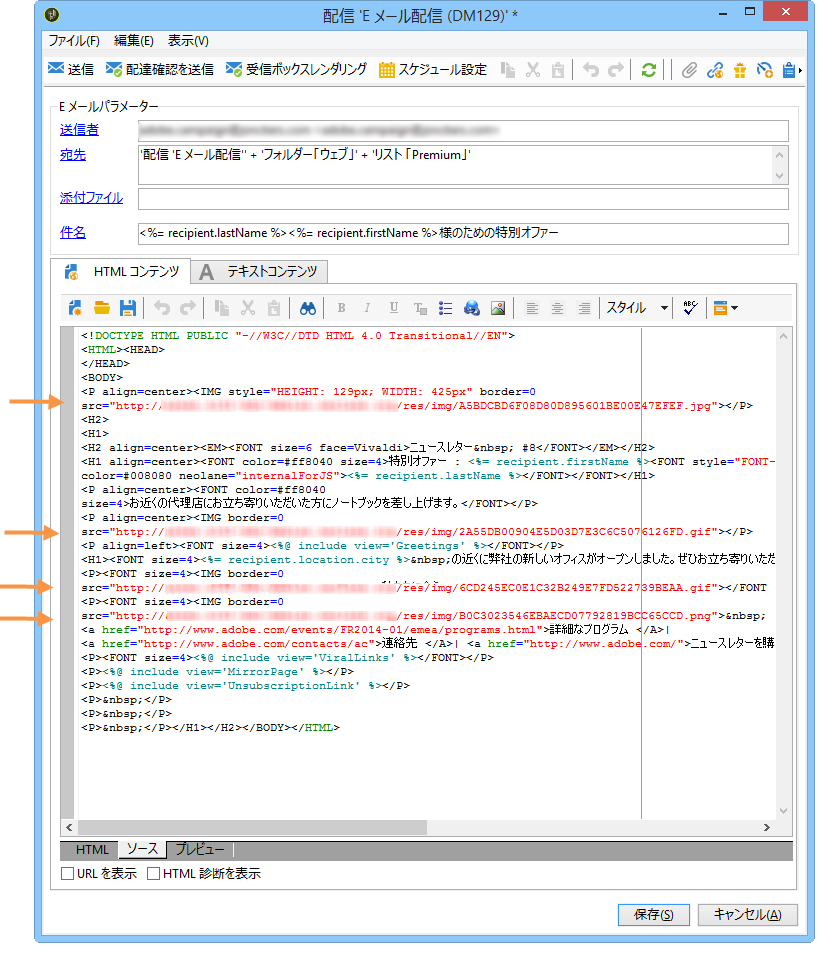 配信 'E メール配信 (DM129)' *
ファイル(F) 編集(E) 表示(V)
送信 配達確認を送信 受信ボックスレンダリング スケジュール設定
E メールパラメーター
送信者
宛先 '配信 'E メール配信'' + 'フォルダー「ウェブ」' + 'リスト「Premium」'
添付ファイル
件名 <%= recipient.lastName %><%= recipient.firstName %>様のための特別オファー
HTML コンテンツ A テキストコンテンツ
B I U T スタイル ABC
<!DOCTYPE HTML PUBLIC "-//W3C//DTD HTML 4.0 Transitional//EN">
<HTML><HEAD>
</HEAD>
<BODY>
<P align=center><IMG style="HEIGHT: 129px; WIDTH: 425px" border=0
src="http:/ /res/img/A5BDCBD6F08D80D895601BE00E47EFEF.jpg"></P>
<H2>
<H1>
<H2 align=center><EM><FONT size=6 face=Vivaldi>ニュースレター&nbsp; #8</FONT></EM></H2>
<H1 align=center><FONT color=#ff8040 size=4>特別オファー : <%= recipient.firstName %><FONT style="FONT-
color=#008080 neolane="internalForJS"><%= recipient.lastName %></FONT></FONT></H1>
<P align=center><FONT color=#ff8040
size=4>お近くの代理店にお立ち寄りいただいた方にノートブックを差し上げます。</FONT></P>
<P align=center><IMG border=0
src="http:/ /res/img/2A55DB00904E5D03D7E3C6C5076126FD.gif"></P>
<P align=left><FONT size=4><%@ include view='Greetings' %></FONT></P>
<H1><FONT size=4><%= recipient.location.city %>&nbsp;の近くに弊社の新しいオフィスがオープンしました。ぜひお立ち寄りいただ
<P><FONT size=4><IMG border=0
src="http:/ /res/img/6CD245EC0E1C32B249E7FD522739BEAA.gif"></FONT
<P><FONT size=4><IMG border=0
src="http:/ /res/img/B0C3023546EBAECD07792819BCC65CCD.png">&nbsp;
<a href="http://www.adobe.com/events/FR2014-01/emea/programs.html">詳細なプログラム </A>|
<a href="http://www.adobe.com/contacts/ac">連絡先 </A>| <a href="http://www.adobe.com/">ニュースレターを購
<P><FONT size=4><%@ include view='ViralLinks' %></FONT></P>
<P><%@ include view='MirrorPage' %></P>
<P><%@ include view='UnsubscriptionLink' %></P>
<P>&nbsp;</P>
<P>&nbsp;</P>
<P>&nbsp;</P></H1></H2></BODY></HTML>
HTML ソース プレビュー
URL を表示 HTML 診断を表示
保存(S) キャンセル(A)